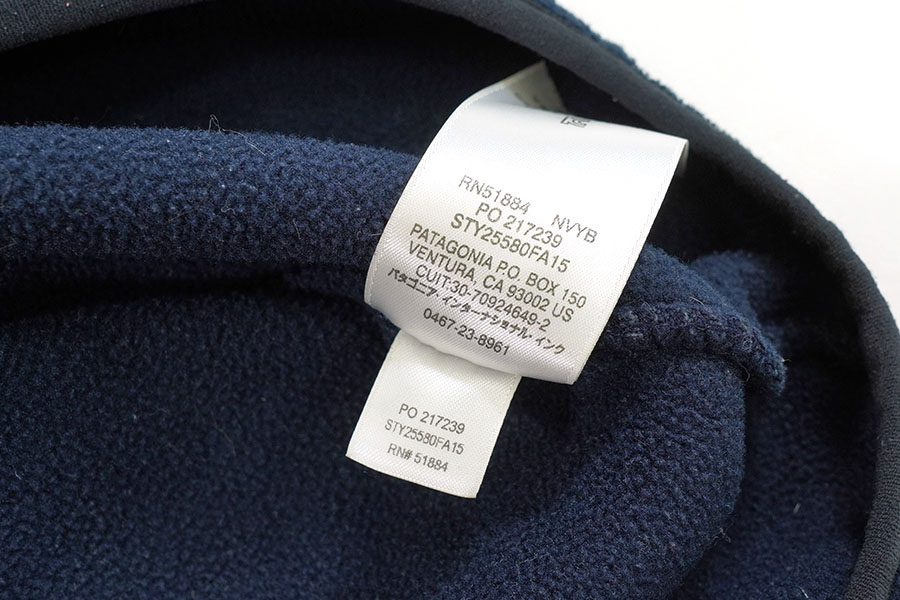 RN51884 NVYB
PO 217239
STY25580FA15
PATAGONIA P.O. BOX 150
VENTURA, CA 93002 US
CUIT:30-70924649-2
パタゴニア・インターナショナル・インク
0467-23-8961
PO 217239
STY25580FA15
RN# 51884